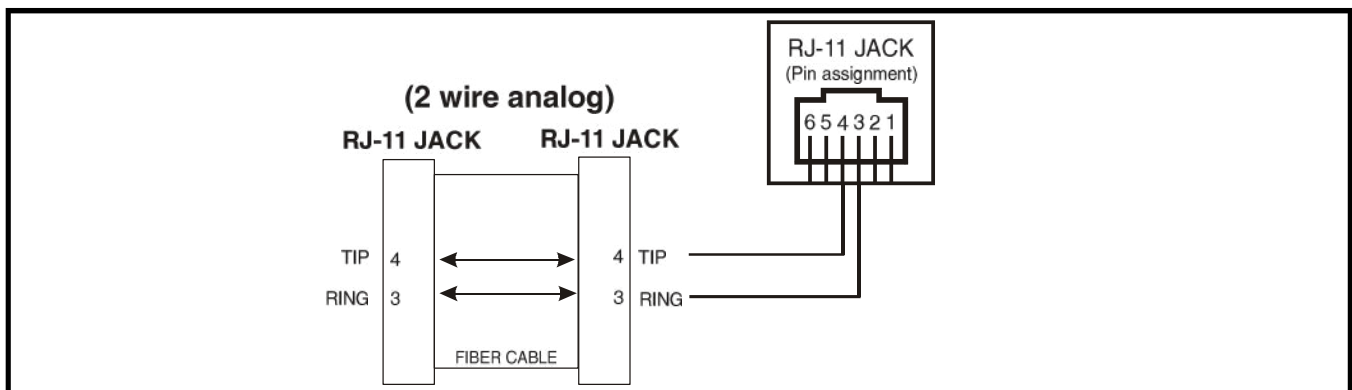 RJ-11 JACK
(Pin assignment)
6 5 4 3 2 1
(2 wire analog)
RJ-11 JACK RJ-11 JACK
TIP 4 4 TIP
RING 3 3 RING
FIBER CABLE